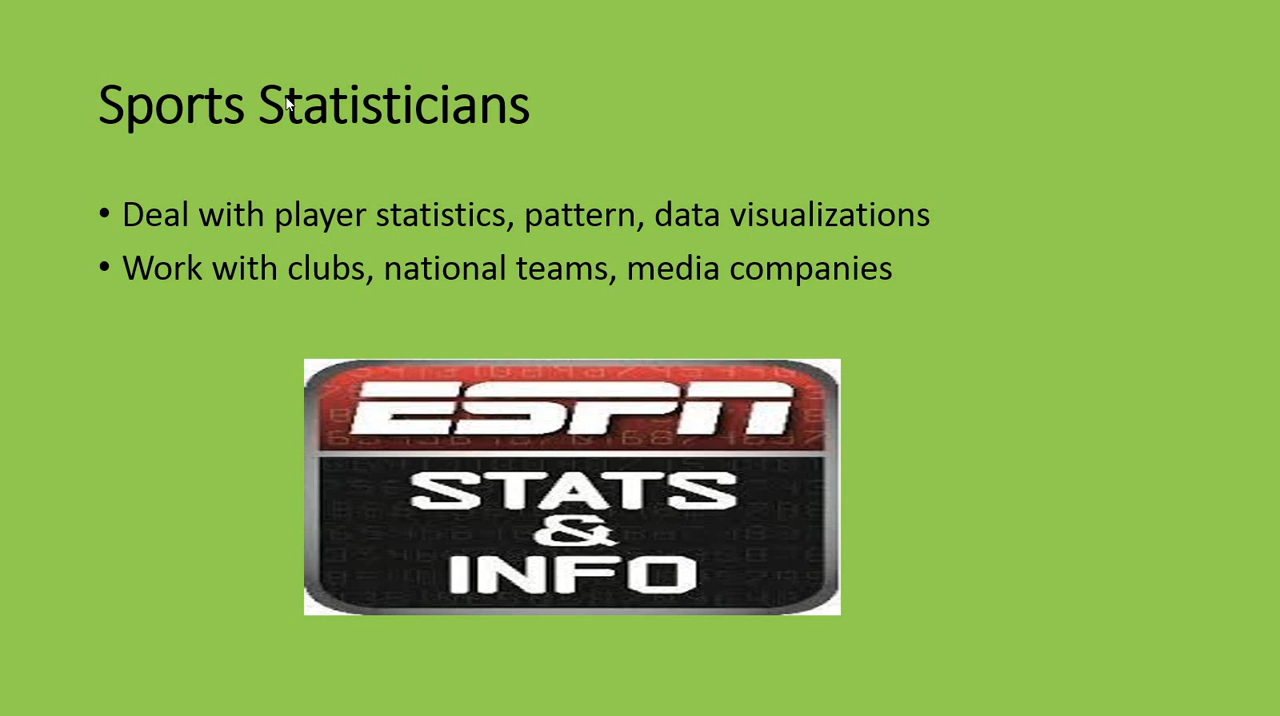 Sports Statisticians
• Deal with player statistics, pattern, data visualizations
• Work with clubs, national teams, media companies
ESPN
STATS
&
INFO